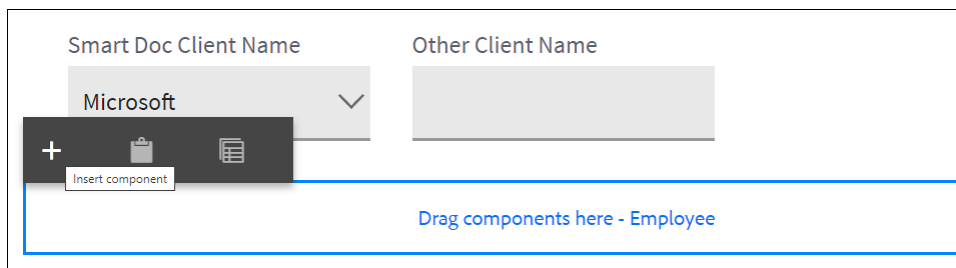 Smart Doc Client Name
Other Client Name
Microsoft
Insert component
Drag components here - Employee